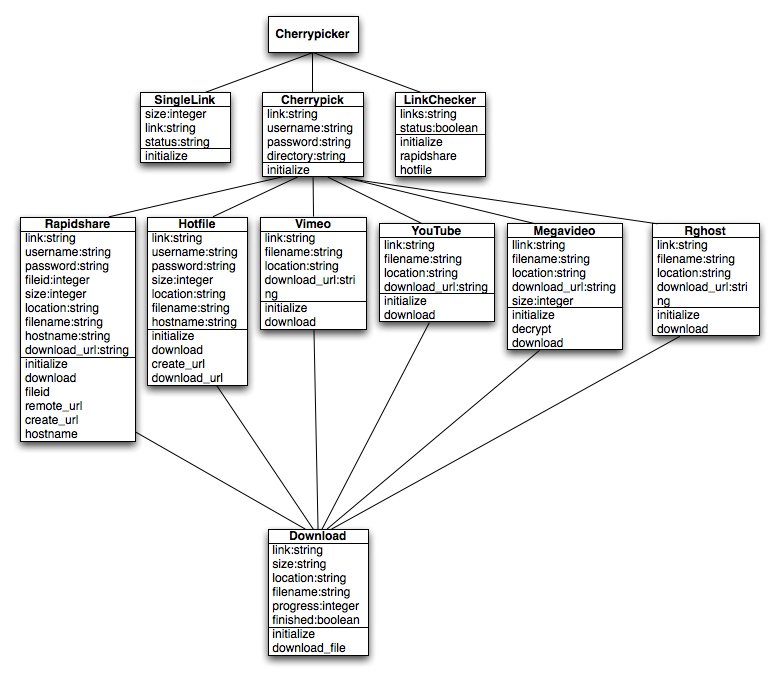 Cherrypicker
SingleLink
size:integer
link:string
status:string
initialize
Cherrypick
link:string
username:string
password:string
directory:string
initialize
LinkChecker
links:string
status:boolean
initialize
rapidshare
hotfile
Rapidshare
link:string
username:string
password:string
fileid:integer
size:integer
location:string
filename:string
hostname:string
download_url:string
initialize
download
fileid
remote_url
create_url
hostname
Hotfile
link:string
username:string
password:string
size:integer
location:string
filename:string
hostname:string
initialize
download
create_url
download_url
Vimeo
link:string
filename:string
location:string
download_url:stri
ng
initialize
download
YouTube
link:string
filename:string
location:string
download_url:string
initialize
download
Megavideo
link:string
filename:string
location:string
download_url:string
size:integer
initialize
decrypt
download
Rghost
link:string
filename:string
location:string
download_url:stri
ng
initialize
download
Download
link:string
size:string
location:string
filename:string
progress:integer
finished:boolean
initialize
download_file